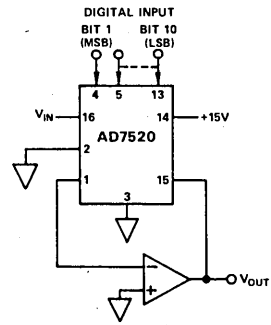 DIGITAL INPUT
BIT 1 BIT 10
(MSB) (LSB)
4 5 13
VIN 16 14 +15V
AD7520
2
1 15
3
−
+
VOUT